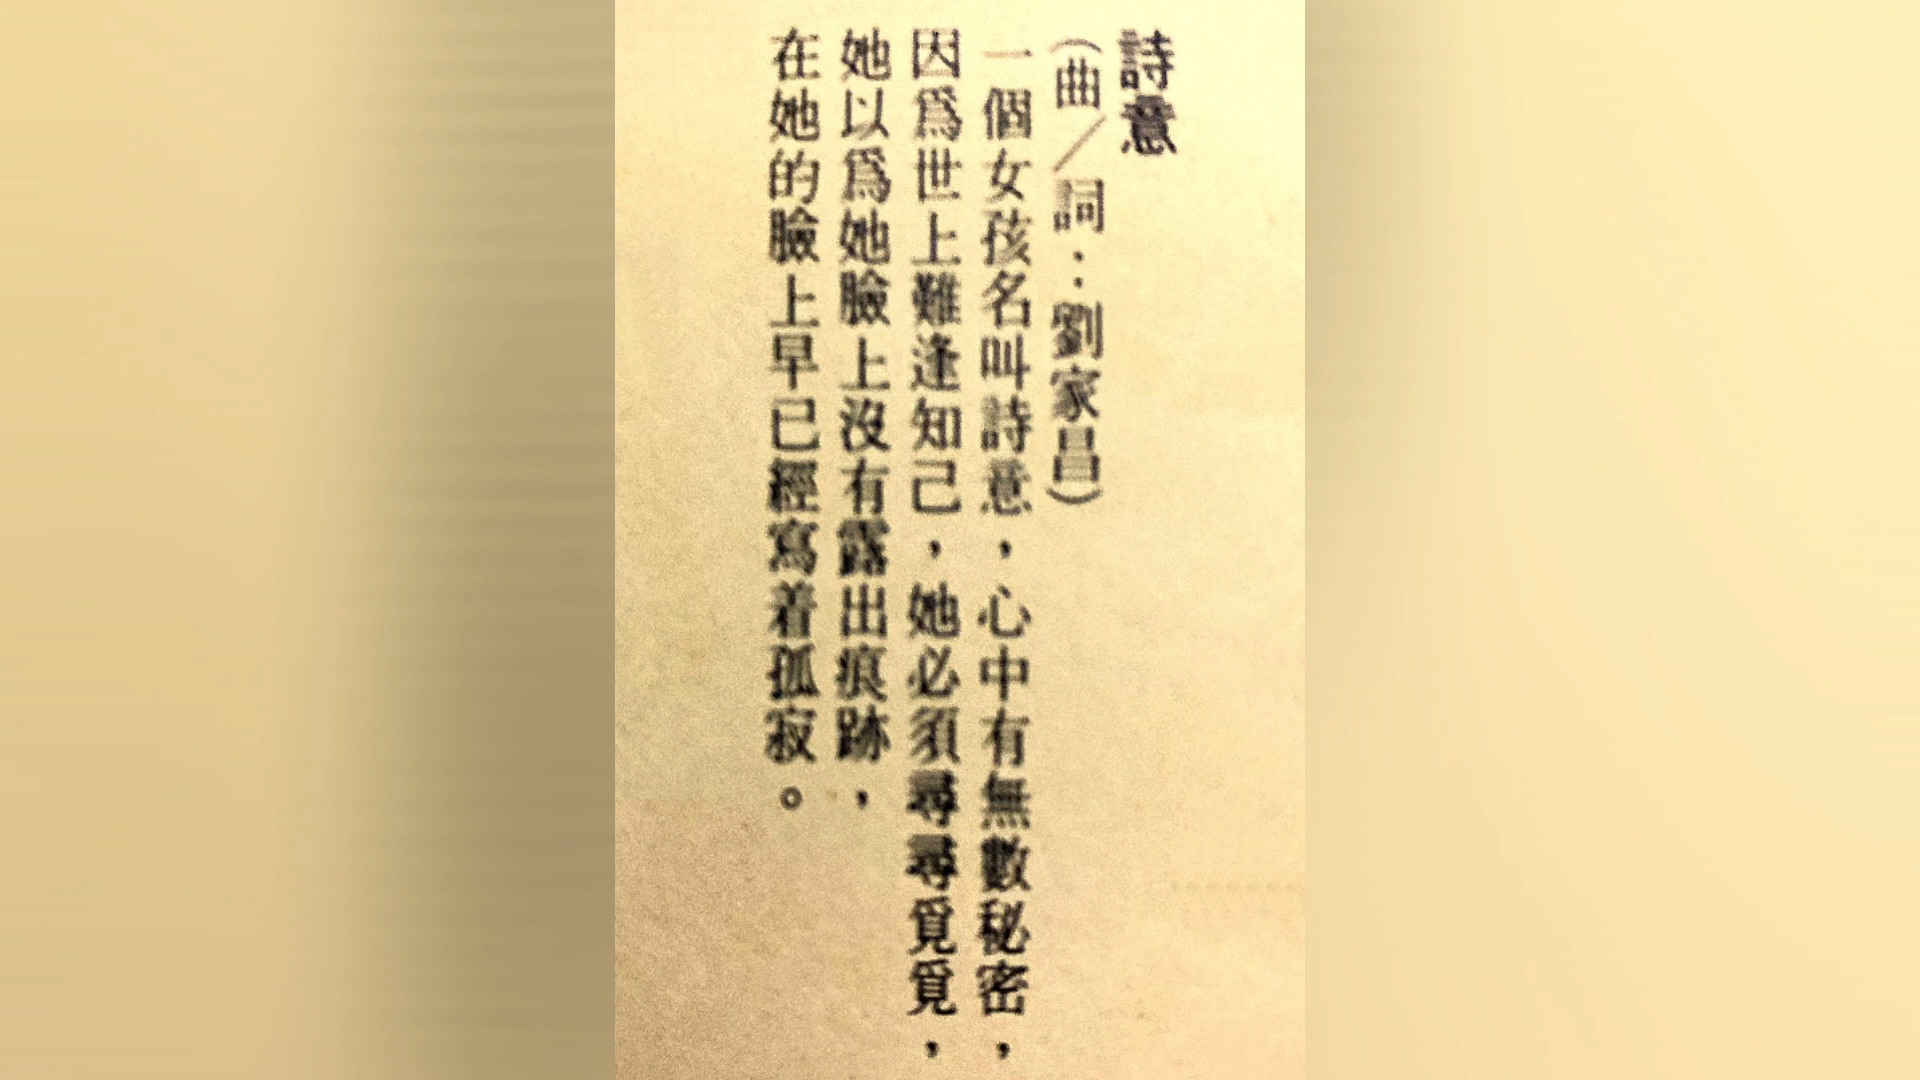 詩意
（曲／詞：劉家昌）
一個女孩名叫詩意，心中有無數秘密，
因爲世上難逢知己，她必須尋尋覓覓，
她以爲她臉上沒有露出痕跡，
在她的臉上早已經寫着孤寂。